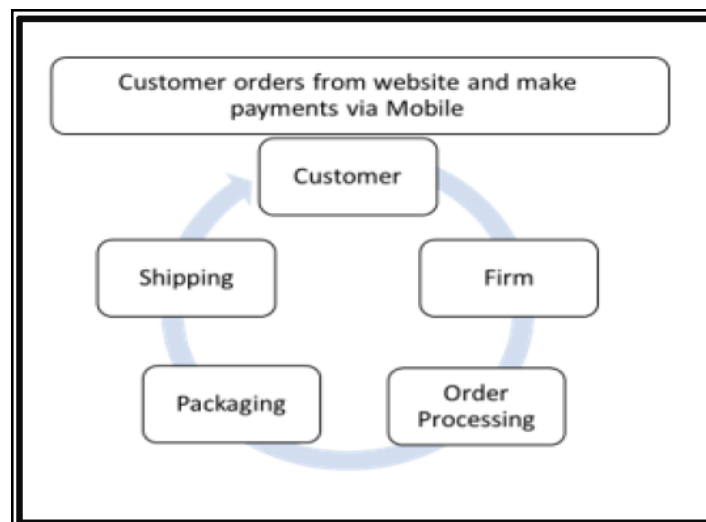 Customer orders from website and make
payments via Mobile
Customer
Shipping
Firm
Packaging
Order
Processing